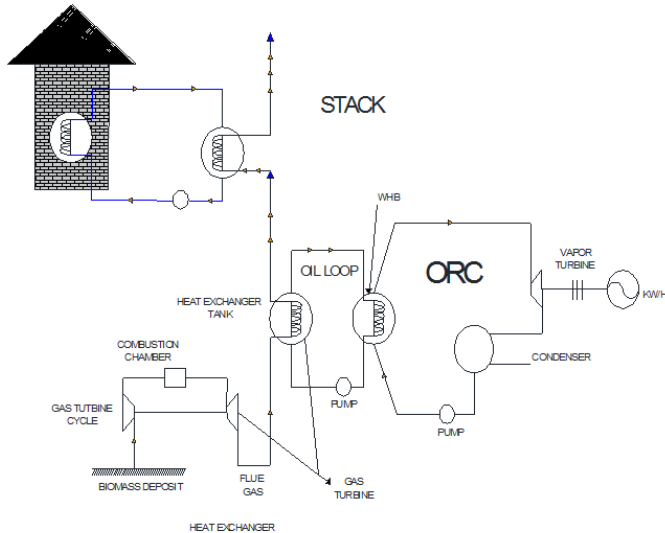 STACK
WHB
OIL LOOP
ORC
VAPOR
TURBINE
KW/H
HEAT EXCHANGER
TANK
COMBUSTION
CHAMBER
CONDENSER
GAS TUTBINE
CYCLE
PUMP
PUMP
BIOMASS DEPOSIT
FLUE
GAS
GAS
TURBINE
HEAT EXCHANGER